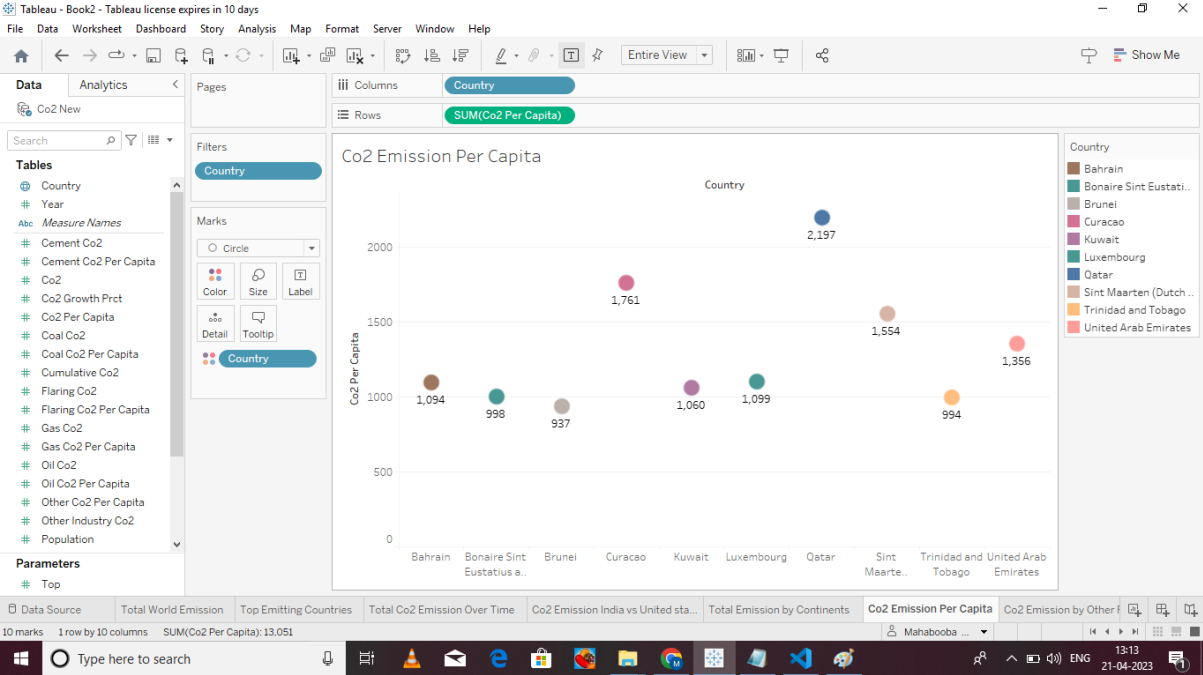 Tableau - Book2 - Tableau license expires in 10 days
File Data Worksheet Dashboard Story Analysis Map Format Server Window Help
Entire View
Show Me
Data Analytics
Co2 New
Search
Tables
Country
Year
Abc Measure Names
Cement Co2
Cement Co2 Per Capita
Co2
Co2 Growth Prct
Co2 Per Capita
Coal Co2
Coal Co2 Per Capita
Cumulative Co2
Flaring Co2
Flaring Co2 Per Capita
Gas Co2
Gas Co2 Per Capita
Oil Co2
Oil Co2 Per Capita
Other Co2 Per Capita
Other Industry Co2
Population
Parameters
Top
Pages
Filters
Country
Marks
Circle
Color Size Label
Detail Tooltip
Country
Columns Country
Rows SUM(Co2 Per Capita)
Co2 Emission Per Capita
Country
Co2 Per Capita
2000
1500
1000
500
0
1,094
998
937
1,761
1,060
1,099
2,197
1,554
994
1,356
Bahrain
Bonaire Sint
Eustatius a..
Brunei
Curacao
Kuwait
Luxembourg
Qatar
Sint
Maarte..
Trinidad and
Tobago
United Arab
Emirates
Country
Bahrain
Bonaire Sint Eustati..
Brunei
Curacao
Kuwait
Luxembourg
Qatar
Sint Maarten (Dutch ..
Trinidad and Tobago
United Arab Emirates
Data Source Total World Emission Top Emitting Countries Total Co2 Emission Over Time Co2 Emission India vs United sta... Total Emission by Continents Co2 Emission Per Capita Co2 Emission by Other
10 marks 1 row by 10 columns SUM(Co2 Per Capita): 13,051 Mahabooba ...
Type here to search
ENG
13:13
21-04-2023
1